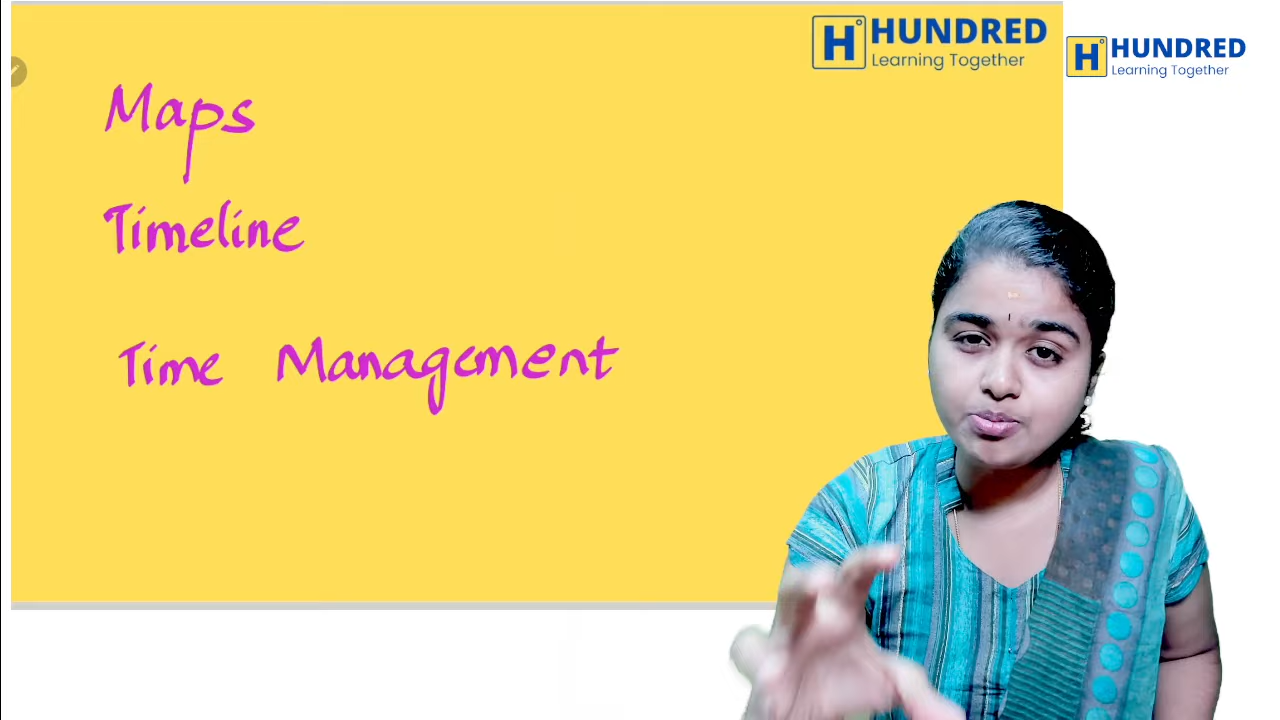 HUNDRED
Learning Together
HUNDRED
Learning Together
Maps
Timeline
Time Management